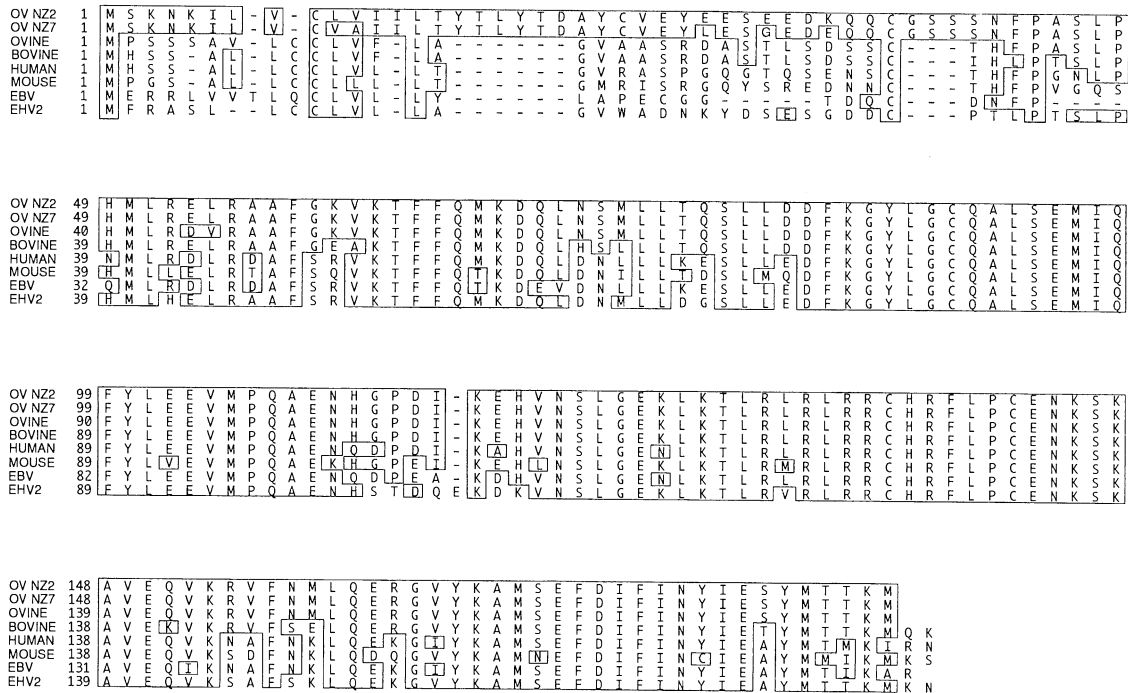 OV NZ2 1 M S K N K I L - V - C L V I I L T Y T L Y T D A Y C V E Y E E S E E D K Q Q C G S S S N F P A S L P
OV NZ7 1 M S K N K I L - V - C V A I I L T Y T L Y T D A Y C V E Y L E S G E D E Q Q C G S S S N F P A S L P
OVINE 1 M P S S S A V - L C C L V F - L A - - - - - - G V A A S R D A S T L S D S S C - - - T H F P A S L P
BOVINE 1 M H S S - A L - L C C L V F - L A - - - - - - G V A A S R D A S T L S D S S C - - - I H L P T S L P
HUMAN 1 M H S S - A L - L C C L V L - L T - - - - - - G V R A S P G Q G T Q S E N S C - - - T H F P G N L P
MOUSE 1 M P G S - A L - L C C L L L - L T - - - - - - G M R I S R G Q Y S R E D N N C - - - T H F P V G Q S
EBV 1 M E R R L V V T L Q C L V L - L Y - - - - - - - L A P E C G G - - - - T D Q C - - - D N F P - - - -
EHV2 1 M F R A S L - - L C C L V L - L A - - - - - - G V W A D N K Y D S E S G D D C - - - P T L P T S L P
OV NZ2 49 H M L R E L R A A F G K V K T F F Q M K D Q L N S M L L T Q S L L D D F K G Y L G C Q A L S E M I Q
OV NZ7 49 H M L R E L R A A F G K V K T F F Q M K D Q L N S M L L T Q S L L D D F K G Y L G C Q A L S E M I Q
OVINE 40 H M L R D V R A A F G K V K T F F Q M K D Q L N S M L L T Q S L L D D F K G Y L G C Q A L S E M I Q
BOVINE 39 H M L R E L R A A F G E A K T F F Q M K D Q L H S M L L T Q S L L D D F K G Y L G C Q A L S E M I Q
HUMAN 39 N M L R D L R D A F S R V K T F F Q M K D Q L D N L L L K E S L L E D F K G Y L G C Q A L S E M I Q
MOUSE 39 H M L L E L R T A F S Q V K T F F Q T K D Q L D N I L L T D S L M Q D F K G Y L G C Q A L S E M I Q
EBV 32 Q M L R D L R D A F S R V K T F F Q T K D E V D N L L L K E S L L E D F K G Y L G C Q A L S E M I Q
EHV2 39 H M L H E L R A A F S R V K T F F Q M K D Q L D N M L L D G S L L E D F K G Y L G C Q A L S E M I Q
OV NZ2 99 F Y L E E V M P Q A E N H G P D I - K E H V N S L G E K L K T L R L R L R R C H R F L P C E N K S K
OV NZ7 99 F Y L E E V M P Q A E N H G P D I - K E H V N S L G E K L K T L R L R L R R C H R F L P C E N K S K
OVINE 90 F Y L E E V M P Q A E N H G P D I - K E H V N S L G E K L K T L R L R L R R C H R F L P C E N K S K
BOVINE 89 F Y L E E V M P Q A E N H G P D I - K E H V N S L G E K L K T L R L R L R R C H R F L P C E N K S K
HUMAN 89 F Y L E E V M P Q A E N Q D P D I - K A H V N S L G E N L K T L R L R L R R C H R F L P C E N K S K
MOUSE 89 F Y L V E V M P Q A E K H G P E I - K E H L N S L G E K L K T L R M R L R R C H R F L P C E N K S K
EBV 82 F Y L E E V M P Q A E N Q D P E A - K D H V N S L G E N L K T L R L R L R R C H R F L P C E N K S K
EHV2 89 F Y L E E V M P Q A E N H S T D Q E K D K V N S L G E K L K T L R V R L R R C H R F L P C E N K S K
OV NZ2 148 A V E Q V K R V F N M L Q E R G V Y K A M S E F D I F I N Y I E S Y M T T K M
OV NZ7 148 A V E Q V K R V F N M L Q E R G V Y K A M S E F D I F I N Y I E S Y M T T K M
OVINE 139 A V E Q V K R V F N M L Q E R G V Y K A M S E F D I F I N Y I E S Y M T T K M
BOVINE 138 A V E K V K R V F S E L Q E R G V Y K A M S E F D I F I N Y I E T Y M T T K M Q K
HUMAN 138 A V E Q V K N A F N K L Q E K G I Y K A M S E F D I F I N Y I E A Y M T M K I R N
MOUSE 138 A V E Q V K S D F N K L Q D Q G V Y K A M N E F D I F I N C I E A Y M M I K M K S
EBV 131 A V E Q I K N A F N K L Q E K G I Y K A M S E F D I F I N Y I E A Y M T I K A R
EHV2 139 A V E Q V K S A F S K L Q E K G V Y K A M S E F D I F I N Y I E A Y M T T K M K N